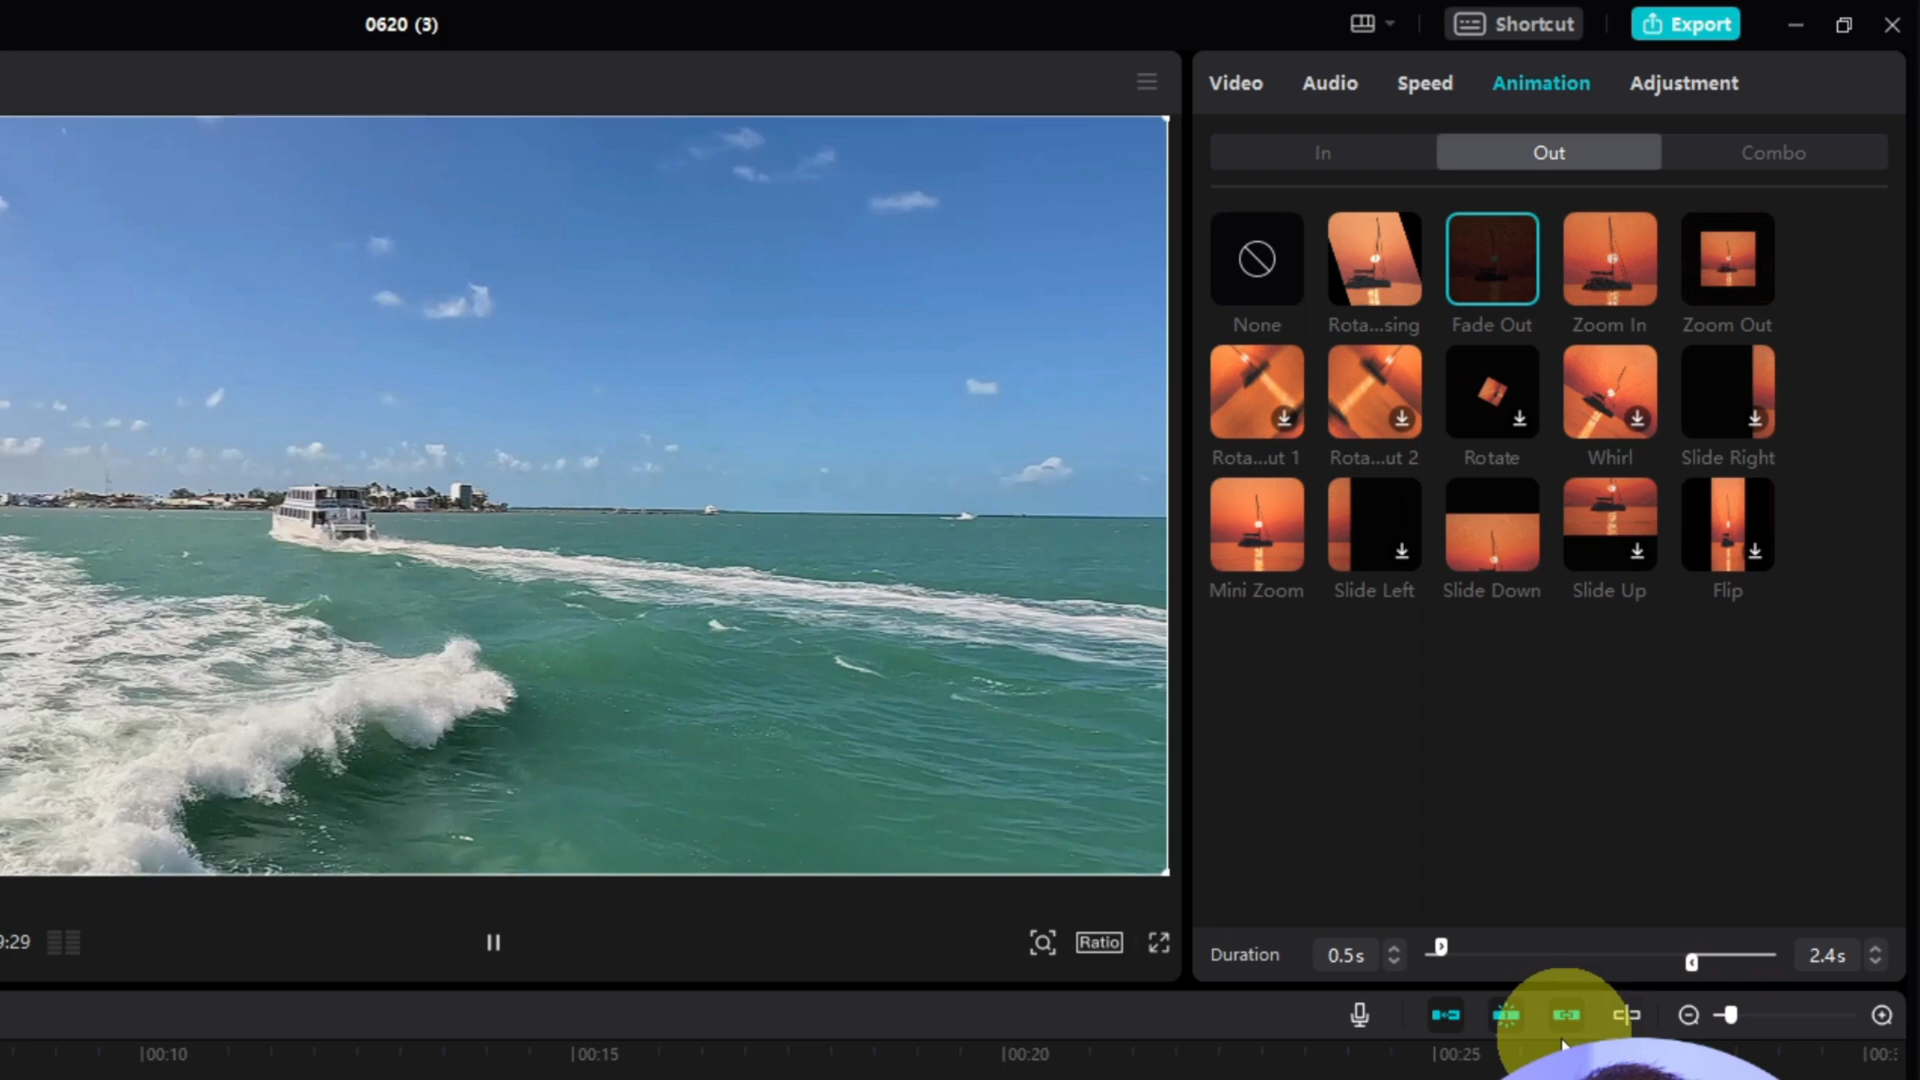 0620 (3)
Shortcut
Export
Video Audio Speed Animation Adjustment
In Out Combo
None Rota...sing Fade Out Zoom In Zoom Out
Rota...ut 1 Rota...ut 2 Rotate Whirl Slide Right
Mini Zoom Slide Left Slide Down Slide Up Flip
:29
Ratio
Duration 0.5s 2.4s
00:10 00:15 00:20 00:25 00: